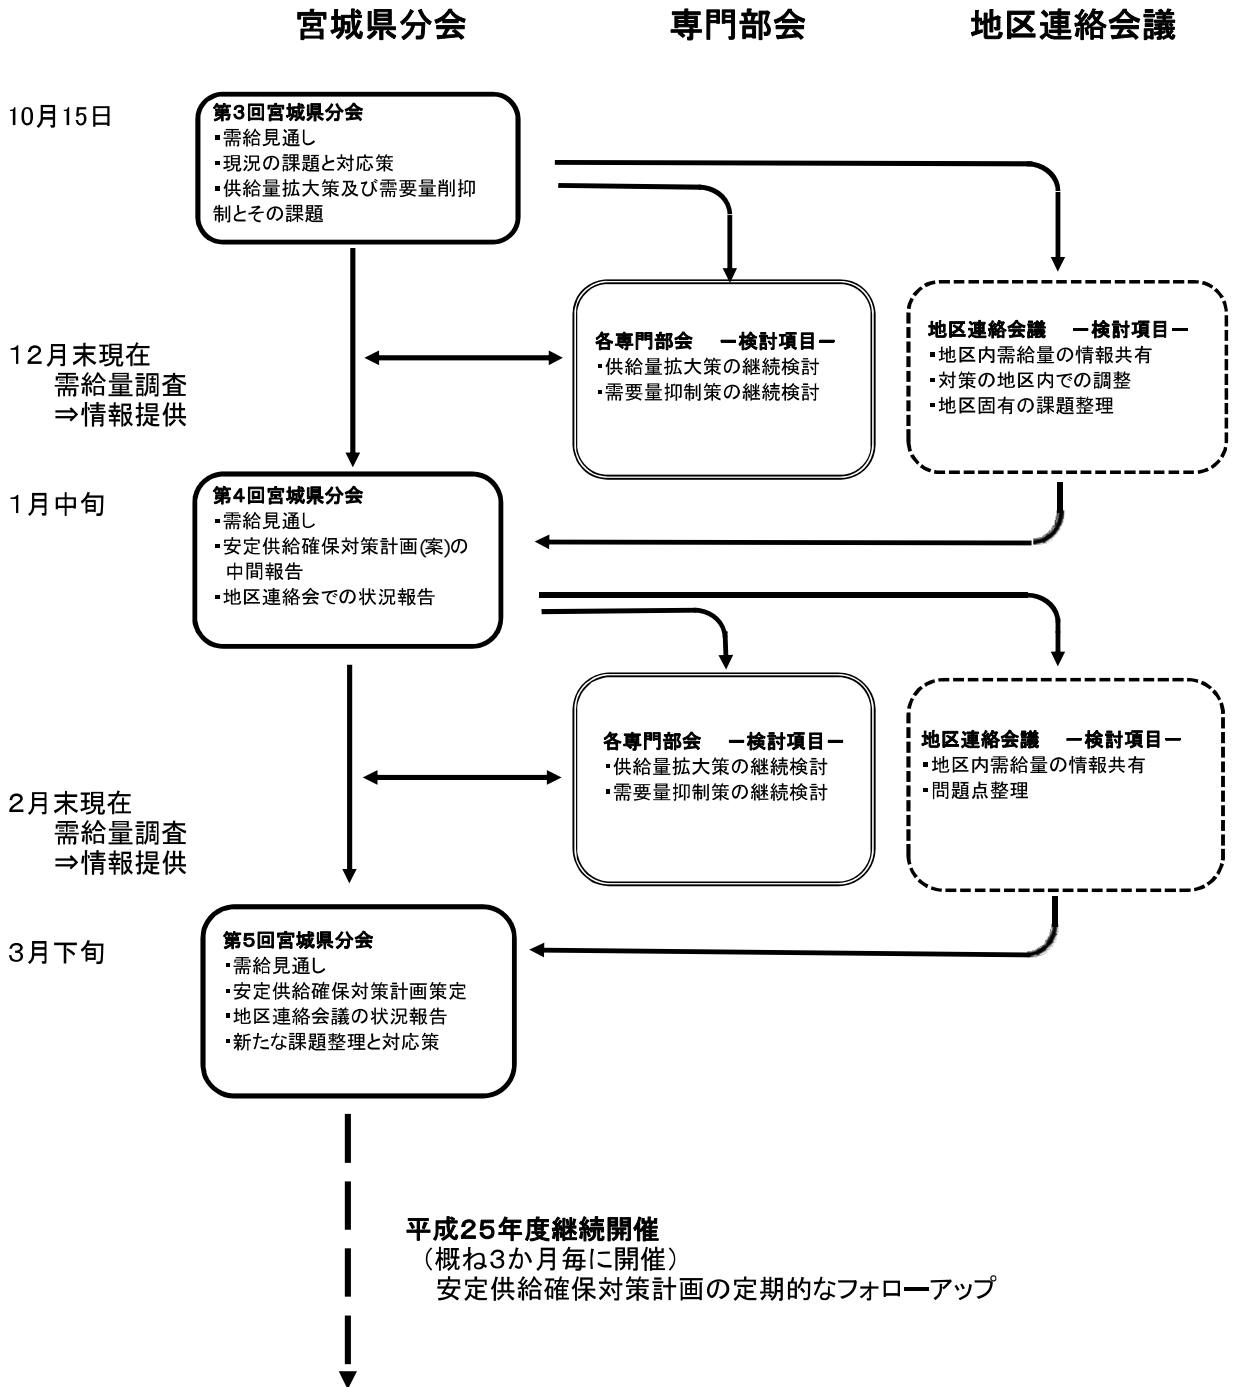 宮城県分会
専門部会
地区連絡会議
10月15日
第3回宮城県分会
・需給見通し
・現況の課題と対応策
・供給量拡大策及び需要量削抑
制とその課題
12月末現在
需給量調査
⇒情報提供
各専門部会 －検討項目－
・供給量拡大策の継続検討
・需要量抑制策の継続検討
地区連絡会議 －検討項目－
・地区内需給量の情報共有
・対策の地区内での調整
・地区固有の課題整理
1月中旬
第4回宮城県分会
・需給見通し
・安定供給確保対策計画(案)の
中間報告
・地区連絡会での状況報告
各専門部会 －検討項目－
・供給量拡大策の継続検討
・需要量抑制策の継続検討
地区連絡会議 －検討項目－
・地区内需給量の情報共有
・問題点整理
2月末現在
需給量調査
⇒情報提供
3月下旬
第5回宮城県分会
・需給見通し
・安定供給確保対策計画策定
・地区連絡会議の状況報告
・新たな課題整理と対応策
平成25年度継続開催
（概ね3か月毎に開催）
安定供給確保対策計画の定期的なフォローアップ